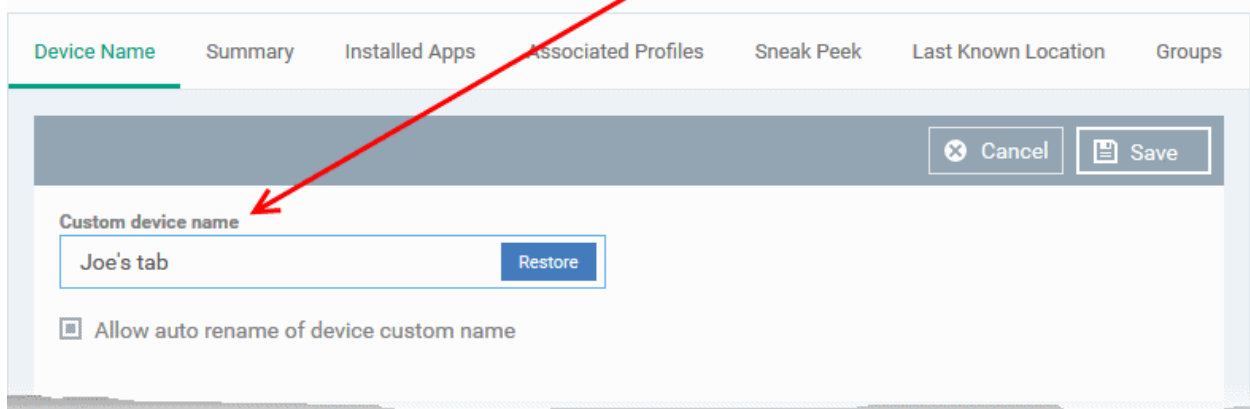 Device Name Summary Installed Apps Associated Profiles Sneak Peek Last Known Location Groups
Cancel Save
Custom device name
Joe's tab Restore
Allow auto rename of device custom name